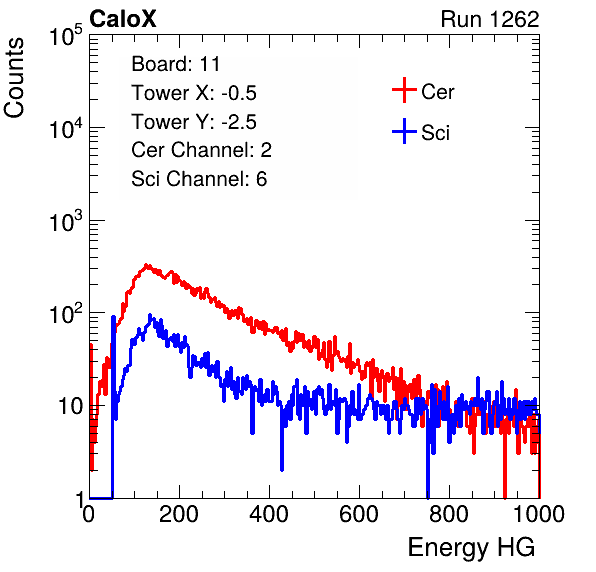 CaloX Run 1262
Counts
10^5
10^4
10^3
10^2
10
1
Board: 11
Tower X: -0.5
Tower Y: -2.5
Cer Channel: 2
Sci Channel: 6
Cer
Sci
0 200 400 600 800 1000
Energy HG